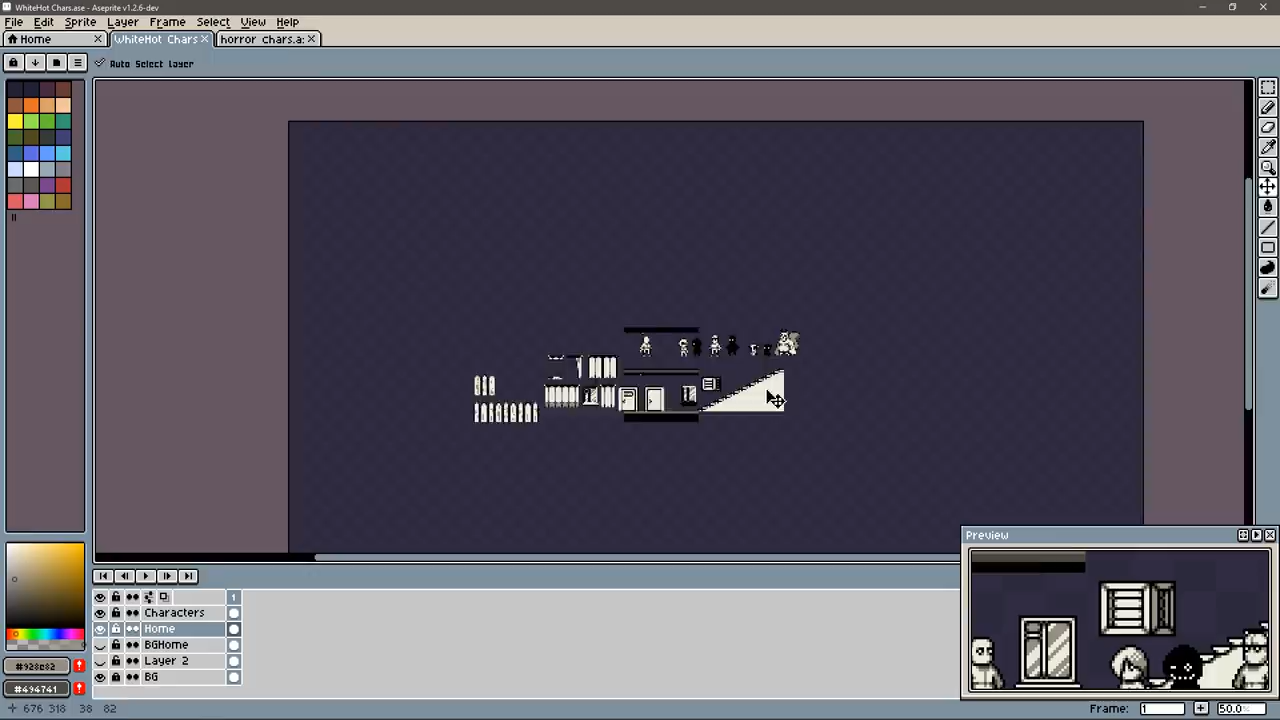 WhiteHot Chars.ase - Aseprite v1.2.6-dev
File Edit Sprite Layer Frame Select View Help
Home WhiteHot Chars horror chars.a:
Auto Select layer
Preview
1
Characters
Home
BGHome
Layer 2
BG
#928c82
#494741
676 318 38 82
Frame: 1 50.0%